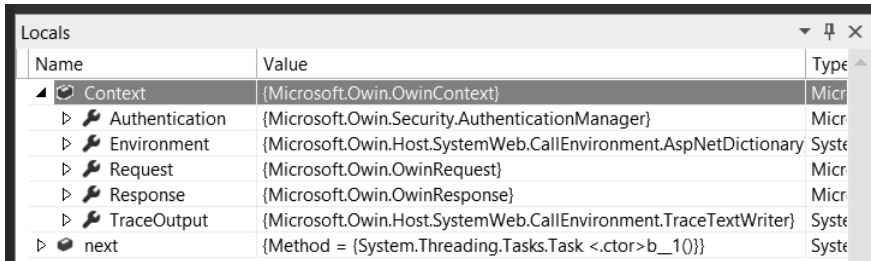 Locals
Name Value Type
Context {Microsoft.Owin.OwinContext} Micr
Authentication {Microsoft.Owin.Security.AuthenticationManager} Micr
Environment {Microsoft.Owin.Host.SystemWeb.CallEnvironment.AspNetDictionary Syste
Request {Microsoft.Owin.OwinRequest} Micr
Response {Microsoft.Owin.OwinResponse} Micr
TraceOutput {Microsoft.Owin.Host.SystemWeb.CallEnvironment.TraceTextWriter} Syste
next {Method = {System.Threading.Tasks.Task <.ctor>b__1()}} Syste